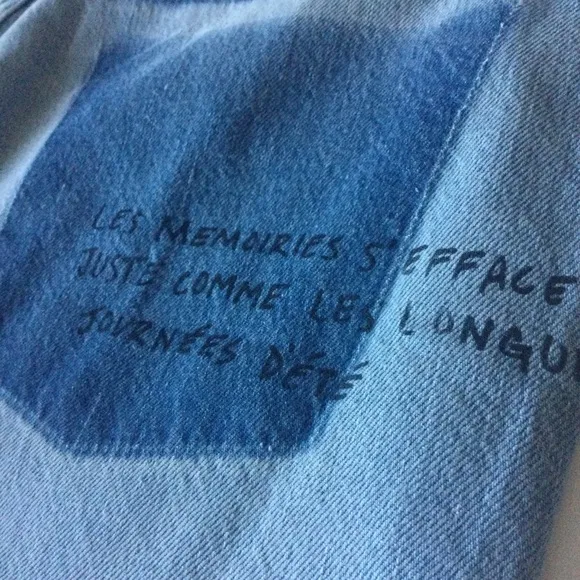 LES MEMOIRIES S'EFFACE
JUSTE COMME LES LONGUE
JOURNÉES D'ÉTÉ